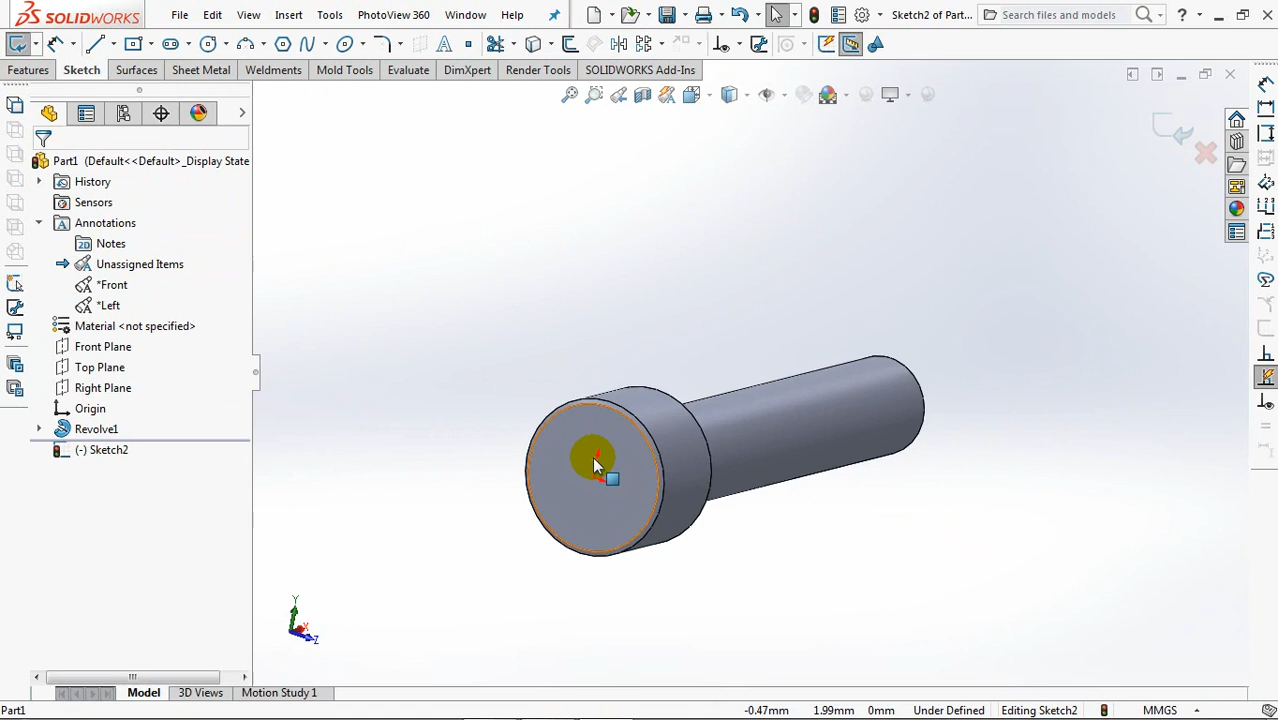 SOLIDWORKS File Edit View Insert Tools PhotoView 360 Window Help Sketch2 of Part... Search files and models
Features Sketch Surfaces Sheet Metal Weldments Mold Tools Evaluate DimXpert Render Tools SOLIDWORKS Add-Ins
Part1 (Default<<Default>_Display State
History
Sensors
Annotations
Notes
Unassigned Items
*Front
*Left
Material <not specified>
Front Plane
Top Plane
Right Plane
Origin
Revolve1
(-) Sketch2
Y
X
Z
Model 3D Views Motion Study 1
Part1 -0.47mm 1.99mm 0mm Under Defined Editing Sketch2 MMGS